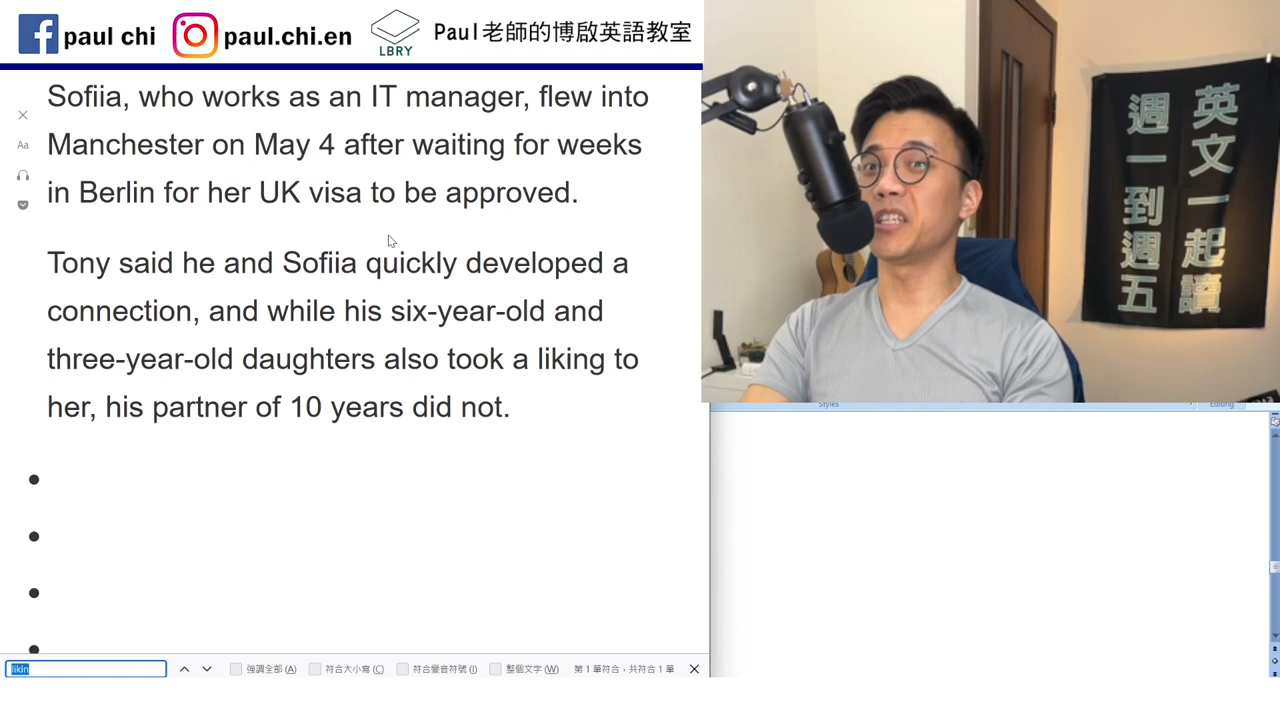 paul chi
paul.chi.en
LBRY
Paul老師的博啟英語教室
Sofiia, who works as an IT manager, flew into
Manchester on May 4 after waiting for weeks
in Berlin for her UK visa to be approved.
Tony said he and Sofiia quickly developed a
connection, and while his six-year-old and
three-year-old daughters also took a liking to
her, his partner of 10 years did not.
Aa
英文一起讀
週一到週五
Styles
Editing
likin
強調全部 (A)
符合大小寫 (C)
符合變音符號 (I)
整個文字 (W)
第 1 筆符合，共符合 1 筆